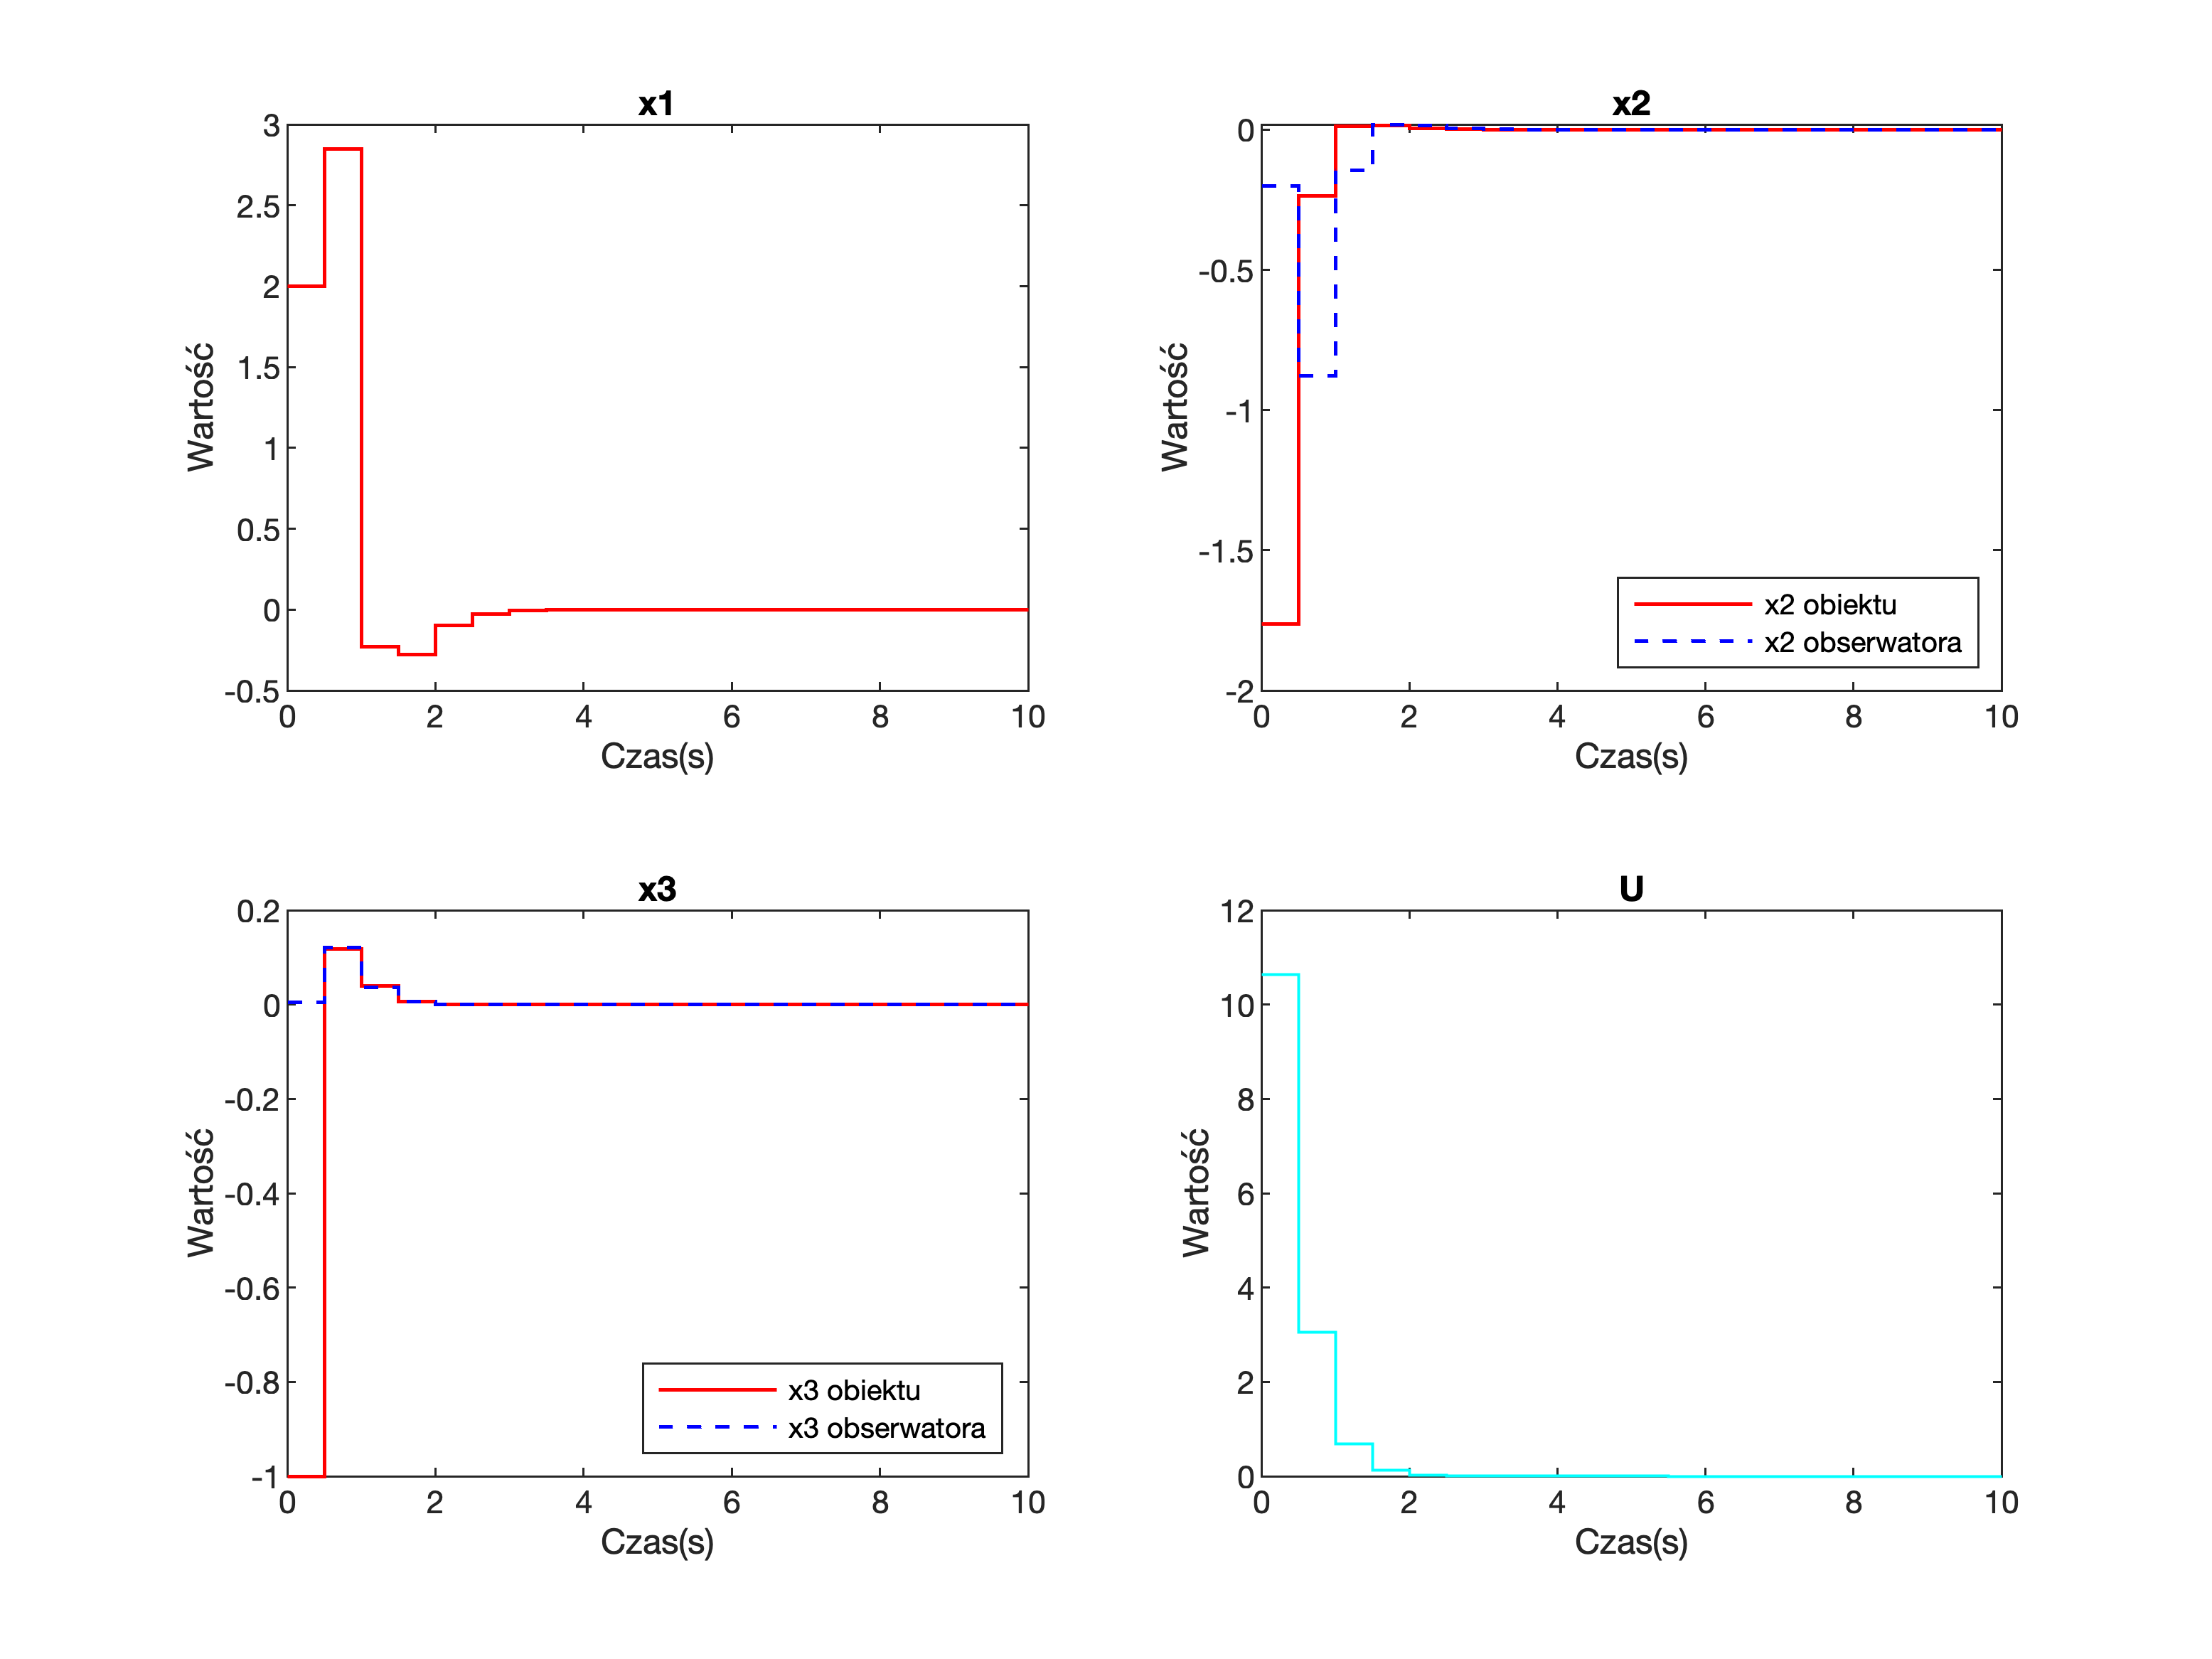 x1
3
2.5
2
1.5
1
0.5
0
-0.5
0 2 4 6 8 10
Czas(s)
Wartość
x2
0
-0.5
-1
-1.5
-2
0 2 4 6 8 10
Czas(s)
Wartość
x2 obiektu
x2 obserwatora
x3
0.2
0
-0.2
-0.4
-0.6
-0.8
-1
0 2 4 6 8 10
Czas(s)
Wartość
x3 obiektu
x3 obserwatora
U
12
10
8
6
4
2
0
0 2 4 6 8 10
Czas(s)
Wartość